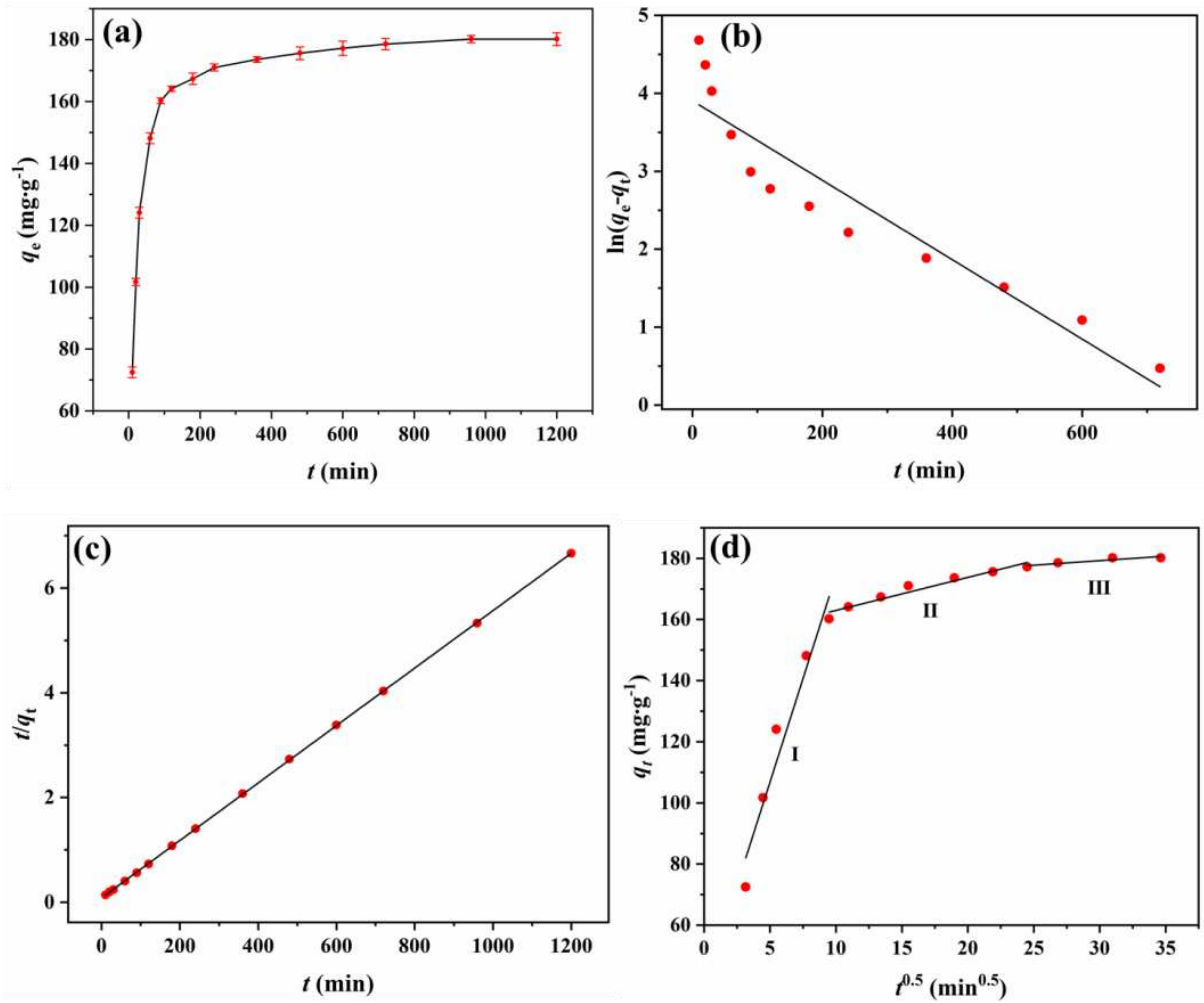 (a)
180
160
140
120
100
80
60
qe (mg·g-1)
0 200 400 600 800 1000 1200
t (min)
(b)
5
4
3
2
1
0
ln(qe-qt)
0 200 400 600
t (min)
(c)
6
4
2
0
t/qt
0 200 400 600 800 1000 1200
t (min)
(d)
180
160
140
120
100
80
60
qt (mg·g-1)
I
II
III
0 5 10 15 20 25 30 35
t0.5 (min0.5)